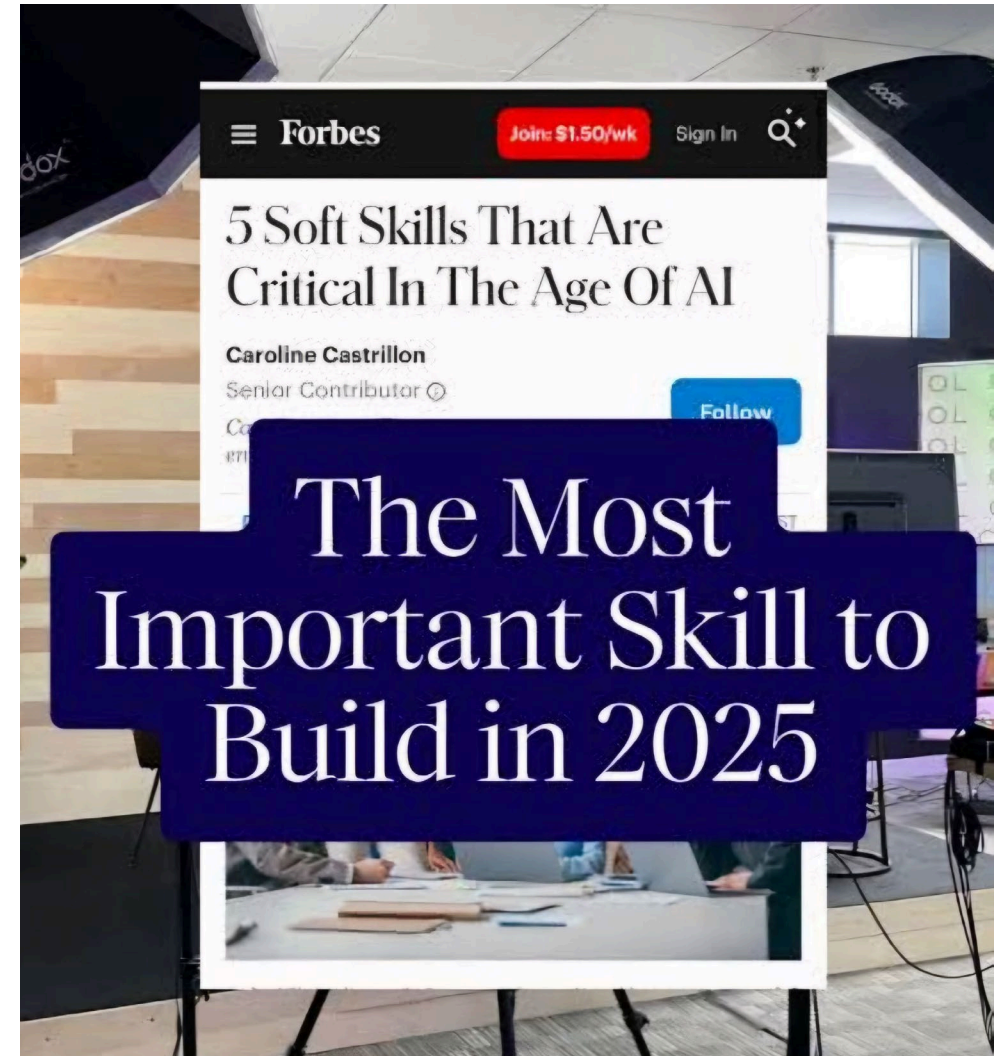 Forbes
Join: $1.50/wk
Sign In
5 Soft Skills That Are
Critical In The Age Of AI
Caroline Castrillon
Senior Contributor
Follow
The Most
Important Skill to
Build in 2025